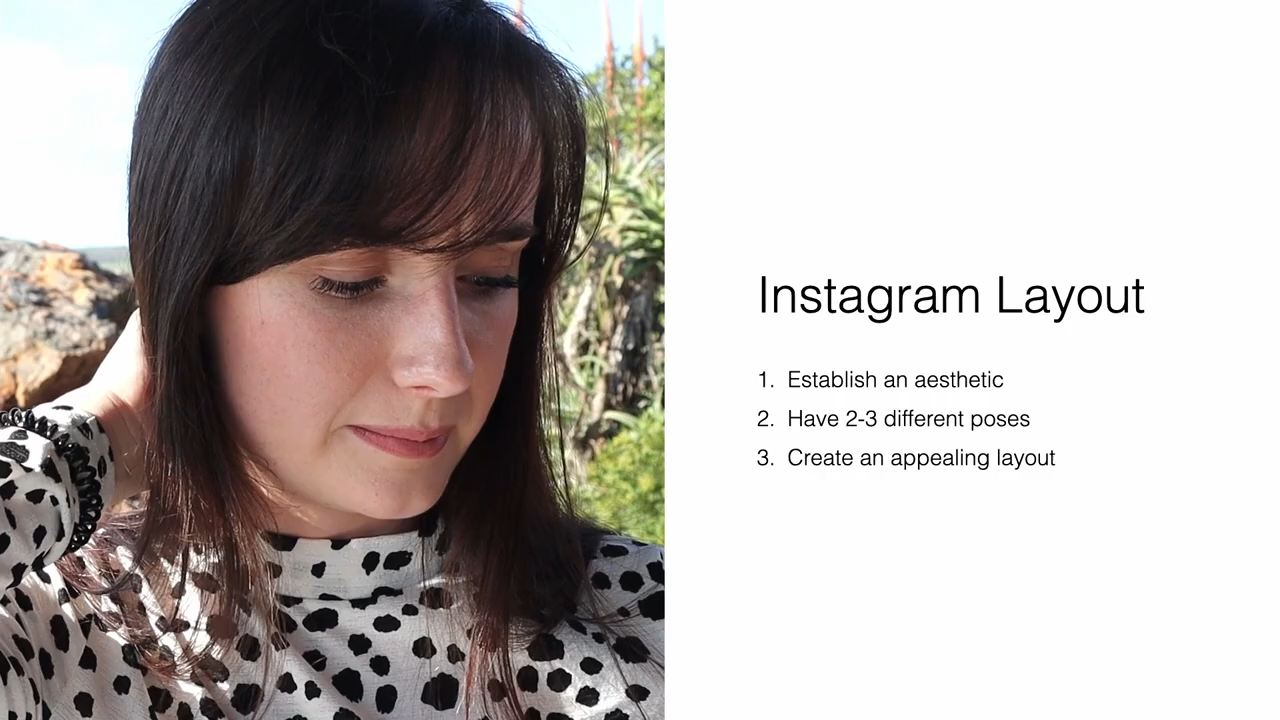 Instagram Layout
1. Establish an aesthetic
2. Have 2-3 different poses
3. Create an appealing layout